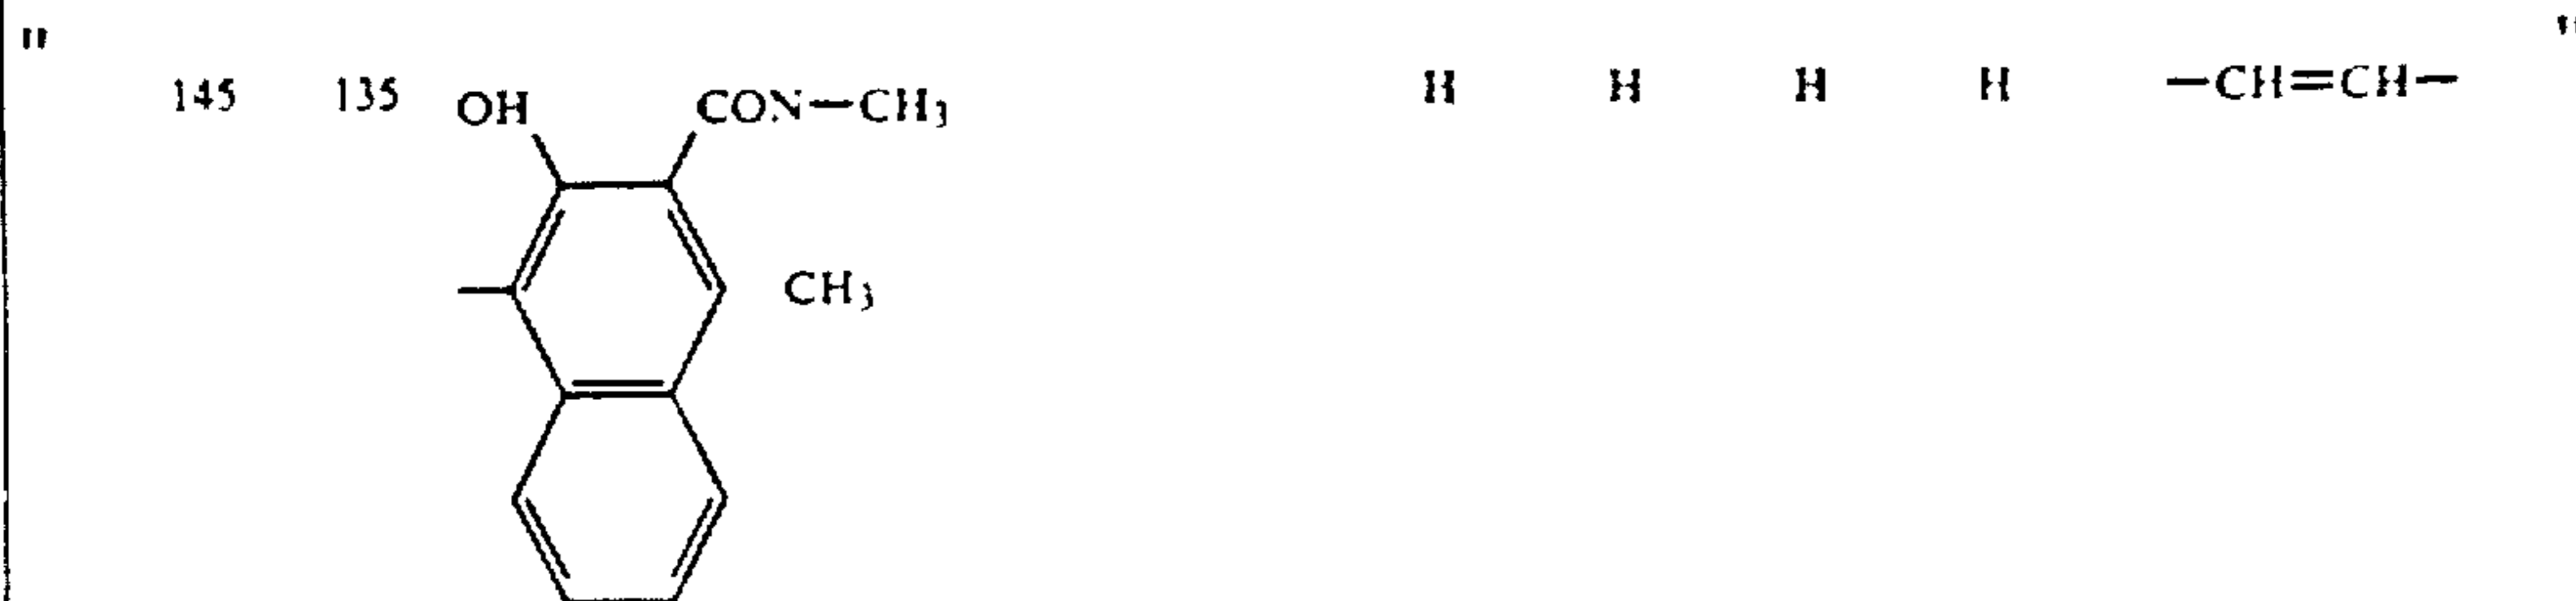 " 145 135 OH CON—CH₃ H H H H —CH=CH— "
CH₃